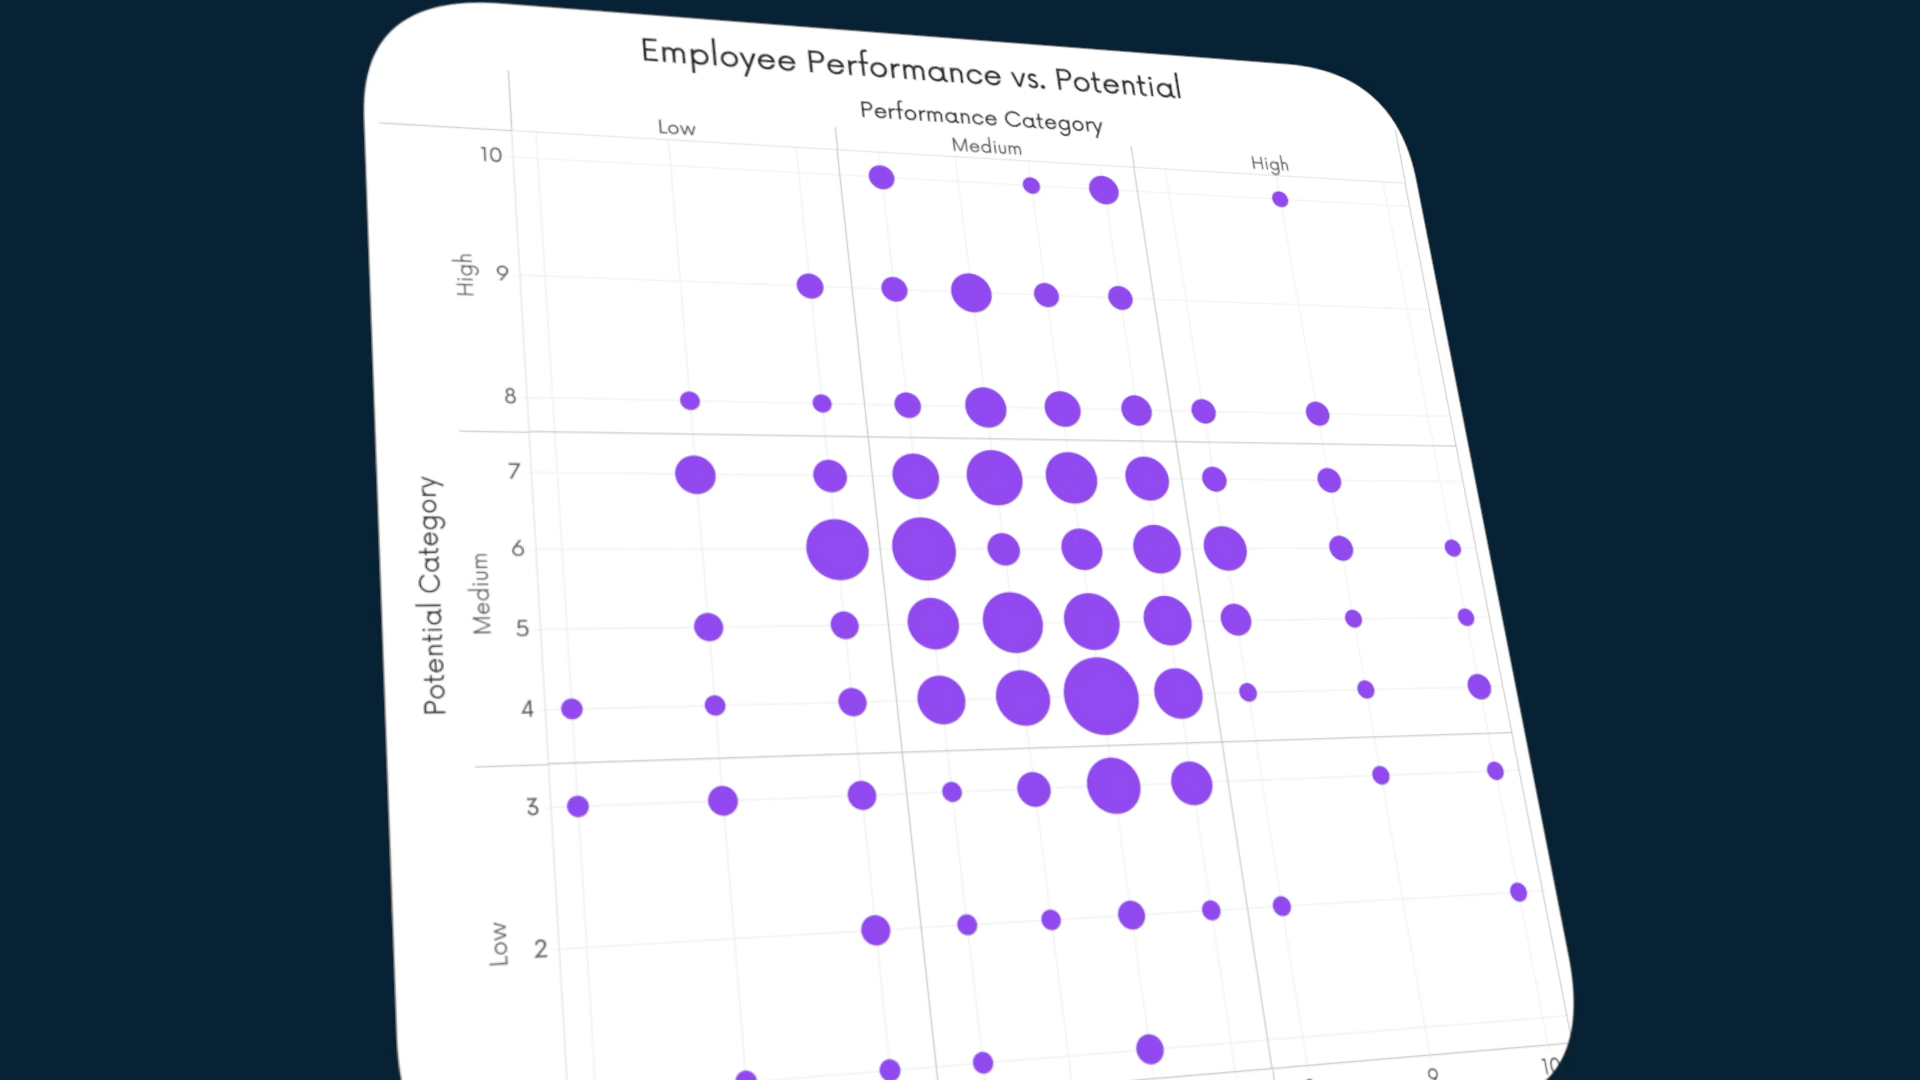 Employee Performance vs. Potential
Performance Category
Low
Medium
High
Potential Category
High
10
9
8
Medium
7
6
5
4
Low
3
2
9
10